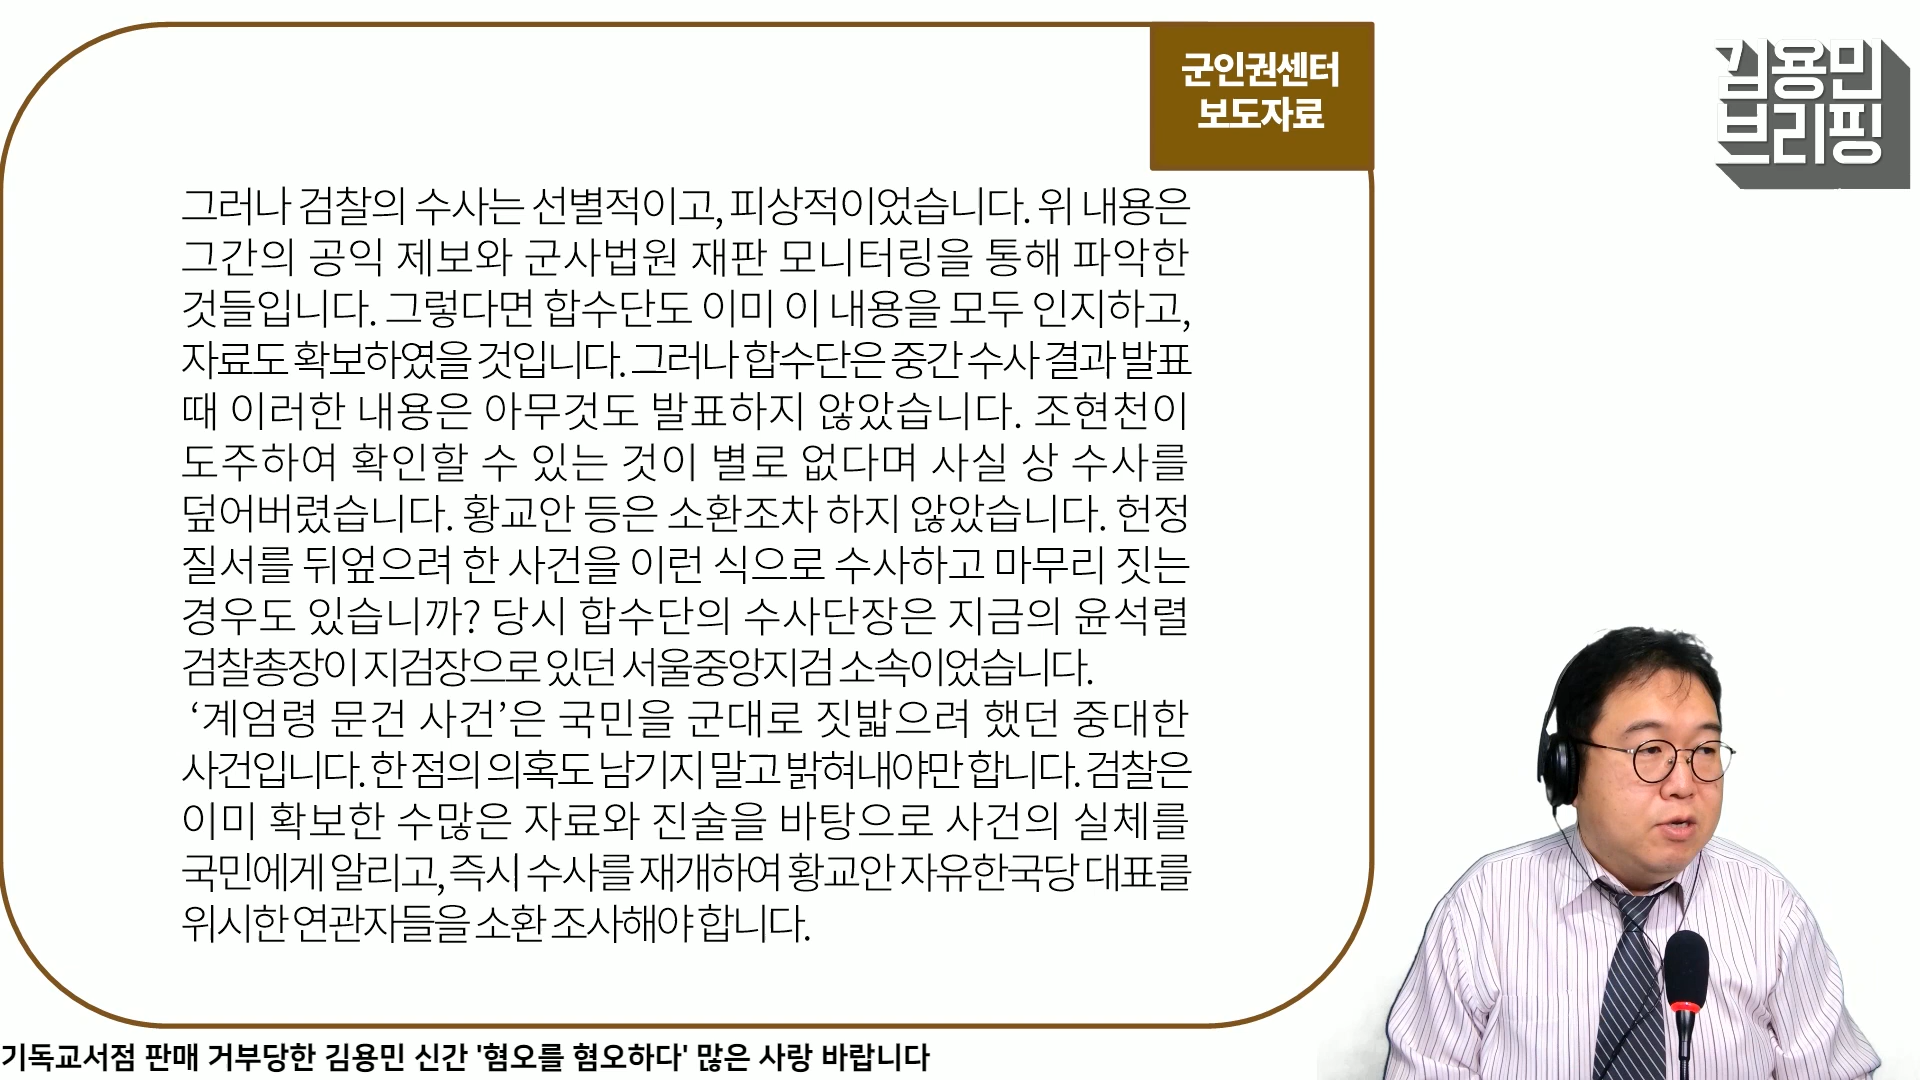 군인권센터
보도자료
김용민
브리핑
그러나 검찰의 수사는 선별적이고, 피상적이었습니다. 위 내용은
그간의 공익 제보와 군사법원 재판 모니터링을 통해 파악한
것들입니다. 그렇다면 합수단도 이미 이 내용을 모두 인지하고,
자료도 확보하였을 것입니다. 그러나 합수단은 중간 수사 결과 발표
때 이러한 내용은 아무것도 발표하지 않았습니다. 조현천이
도주하여 확인할 수 있는 것이 별로 없다며 사실 상 수사를
덮어버렸습니다. 황교안 등은 소환조차 하지 않았습니다. 헌정
질서를 뒤엎으려 한 사건을 이런 식으로 수사하고 마무리 짓는
경우도 있습니까? 당시 합수단의 수사단장은 지금의 윤석렬
검찰총장이 지검장으로 있던 서울중앙지검 소속이었습니다.
‘계엄령 문건 사건’은 국민을 군대로 짓밟으려 했던 중대한
사건입니다. 한 점의 의혹도 남기지 말고 밝혀내야만 합니다. 검찰은
이미 확보한 수많은 자료와 진술을 바탕으로 사건의 실체를
국민에게 알리고, 즉시 수사를 재개하여 황교안 자유한국당 대표를
위시한 연관자들을 소환 조사해야 합니다.
기독교서점 판매 거부당한 김용민 신간 '혐오를 혐오하다' 많은 사랑 바랍니다